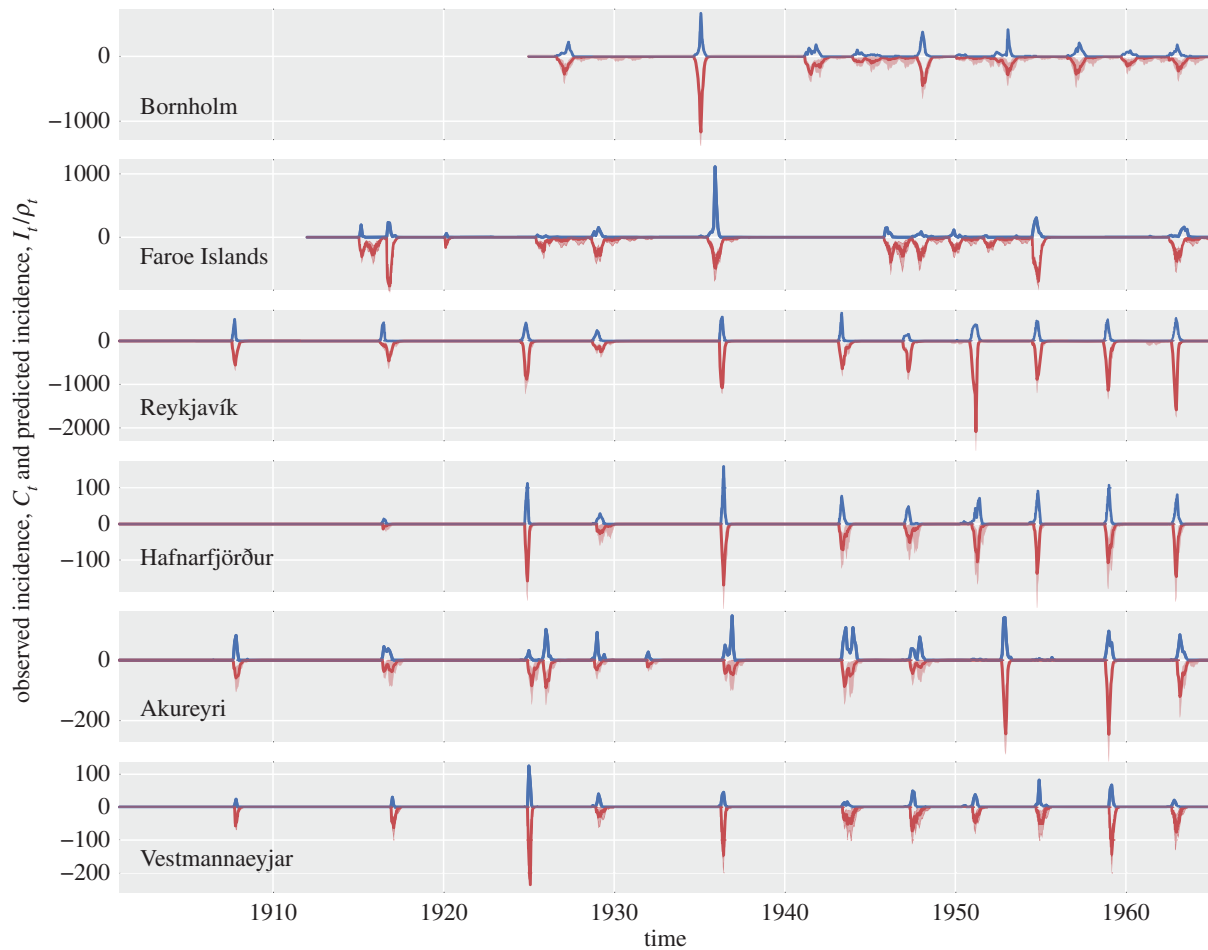 observed incidence, C_t and predicted incidence, I_t/ρ_t
0
−1000
Bornholm
1000
0
Faroe Islands
0
−1000
−2000
Reykjavík
100
0
−100
Hafnarfjörður
0
−200
Akureyri
100
0
−100
−200
Vestmannaeyjar
1910 1920 1930 1940 1950 1960
time